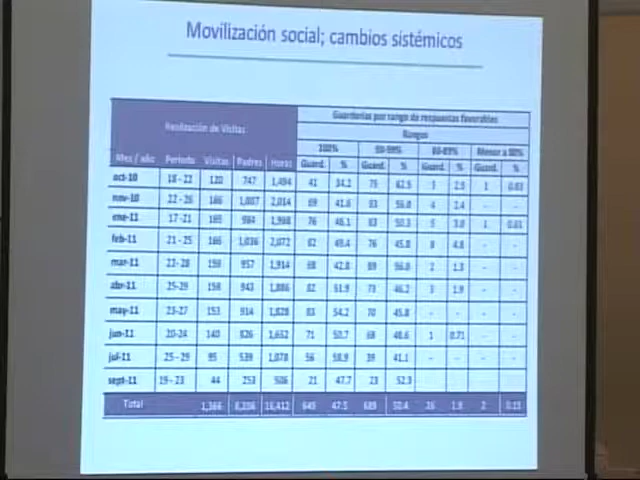 Movilización social; cambios sistémicos
Realización de Visitas
Guarderías por rango de respuestas favorables
Rangos
100% 90-99% 80-89% Menor a 80%
Mes / año Periodo Visitas Padres Horas Guard. % Guard. % Guard. % Guard. %
oct-10 18 - 22 120 747 1,494 41 34.2 75 62.5 3 2.5 1 0.83
nov-10 22 - 26 166 1,007 2,014 69 41.6 93 56.0 4 2.4 - -
ene-11 17 - 21 165 984 1,968 76 46.1 83 50.3 5 3.0 1 0.61
feb-11 21 - 25 166 1,036 2,072 82 49.4 76 45.8 8 4.8 - -
mar-11 22 - 28 159 957 1,914 68 42.8 89 56.0 2 1.3 - -
abr-11 25-29 158 943 1,886 82 51.9 73 46.2 3 1.9 - -
may-11 23-27 153 914 1,828 83 54.2 70 45.8 - - - -
jun-11 20-24 140 826 1,652 71 50.7 68 48.6 1 0.71 - -
jul-11 25 - 29 95 539 1,078 56 58.9 39 41.1 - - - -
sept-11 19 - 23 44 253 506 21 47.7 23 52.3
Total 1,366 8,206 16,412 649 47.5 689 50.4 26 1.9 2 0.15